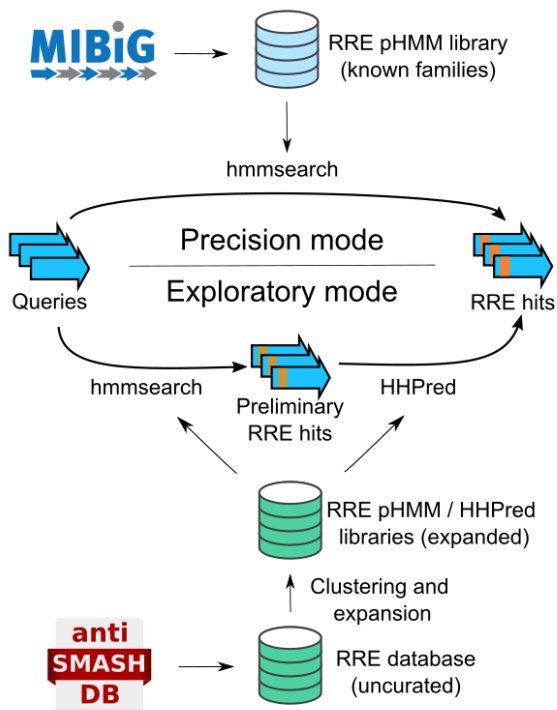 MIBiG
RRE pHMM library
(known families)
hmmsearch
Precision mode
Exploratory mode
Queries
RRE hits
hmmsearch
Preliminary
RRE hits
HHPred
RRE pHMM / HHPred
libraries (expanded)
Clustering and
expansion
anti
SMASH
DB
RRE database
(uncurated)